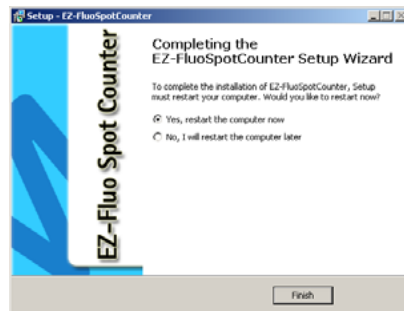 Setup - EZ-FluoSpotCounter
EZ-Fluo Spot Counter
Completing the
EZ-FluoSpotCounter Setup Wizard
To complete the installation of EZ-FluoSpotCounter, Setup
must restart your computer. Would you like to restart now?
Yes, restart the computer now
No, I will restart the computer later
Finish